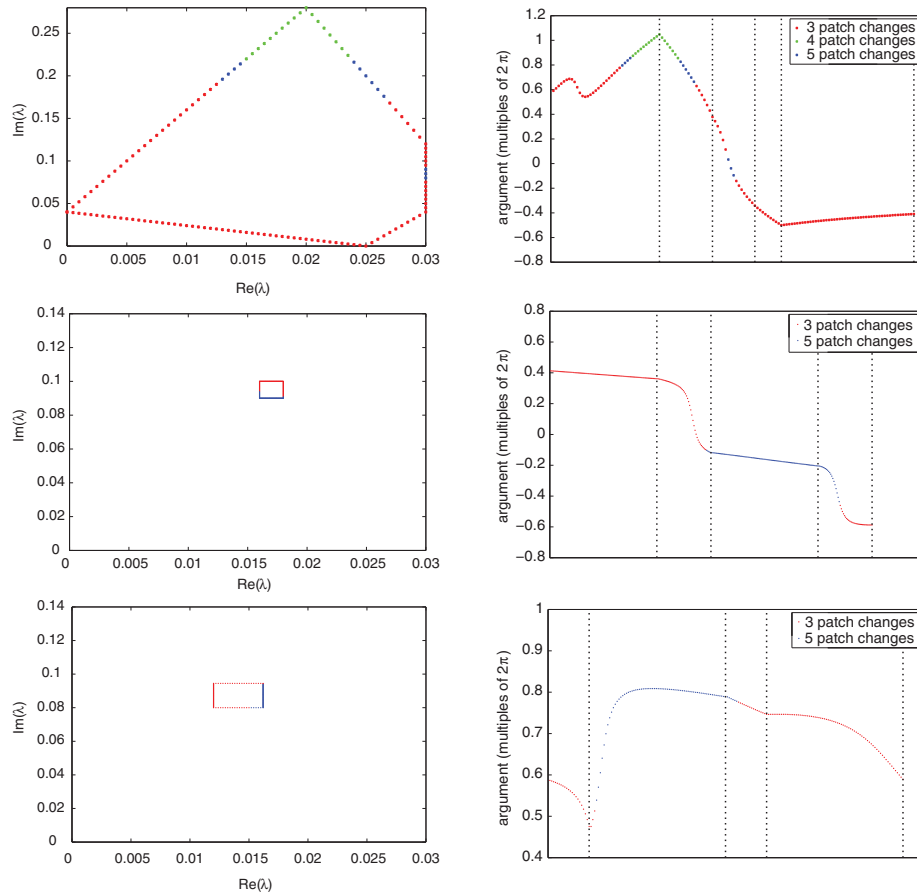 0.25
0.2
0.15
0.1
0.05
0
Im(λ)
0 0.005 0.01 0.015 0.02 0.025 0.03
Re(λ)
1.2
1
0.8
0.6
0.4
0.2
0
−0.2
−0.4
−0.6
−0.8
argument (multiples of 2π)
3 patch changes
4 patch changes
5 patch changes
0.14
0.12
0.1
0.08
0.06
0.04
0.02
0
Im(λ)
0 0.005 0.01 0.015 0.02 0.025 0.03
Re(λ)
0.8
0.6
0.4
0.2
0
−0.2
−0.4
−0.6
−0.8
argument (multiples of 2π)
3 patch changes
5 patch changes
0.14
0.12
0.1
0.08
0.06
0.04
0.02
0
Im(λ)
0 0.005 0.01 0.015 0.02 0.025 0.03
Re(λ)
1
0.9
0.8
0.7
0.6
0.5
0.4
argument (multiples of 2π)
3 patch changes
5 patch changes